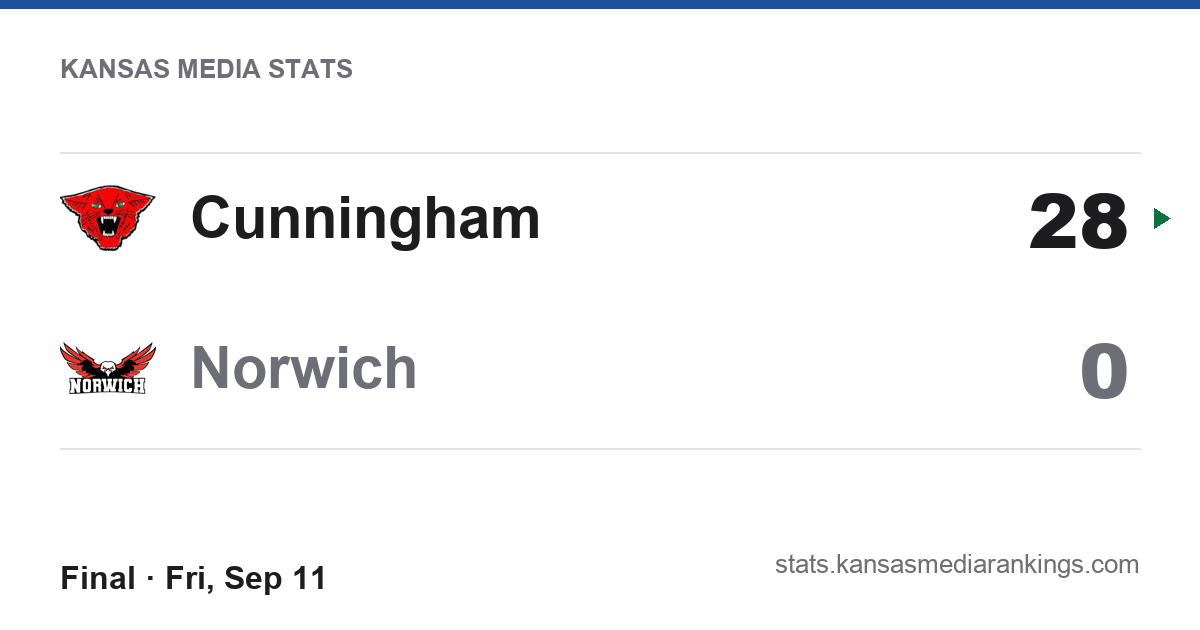 KANSAS MEDIA STATS
Cunningham 28
NORWICH
Norwich 0
Final · Fri, Sep 11
stats.kansasmediarankings.com